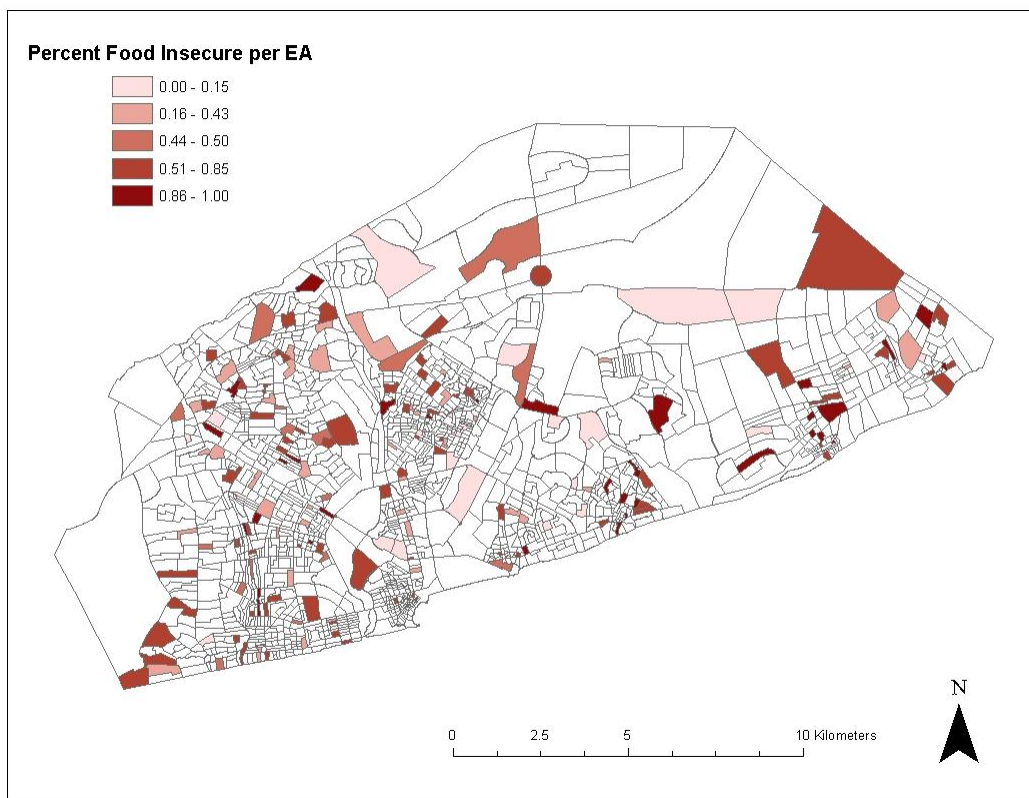 Percent Food Insecure per EA
0.00 - 0.15
0.16 - 0.43
0.44 - 0.50
0.51 - 0.85
0.86 - 1.00
N
0 2.5 5 10 Kilometers